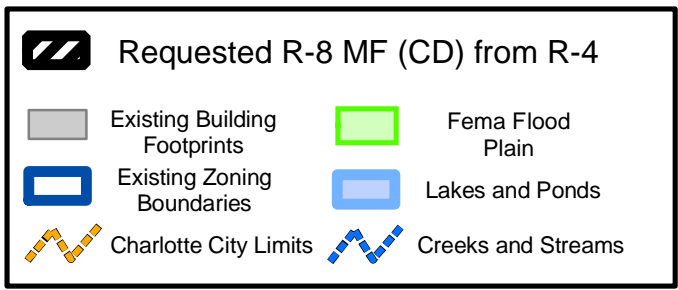 Requested R-8 MF (CD) from R-4
Existing Building
Footprints
Fema Flood
Plain
Existing Zoning
Boundaries
Lakes and Ponds
Charlotte City Limits
Creeks and Streams